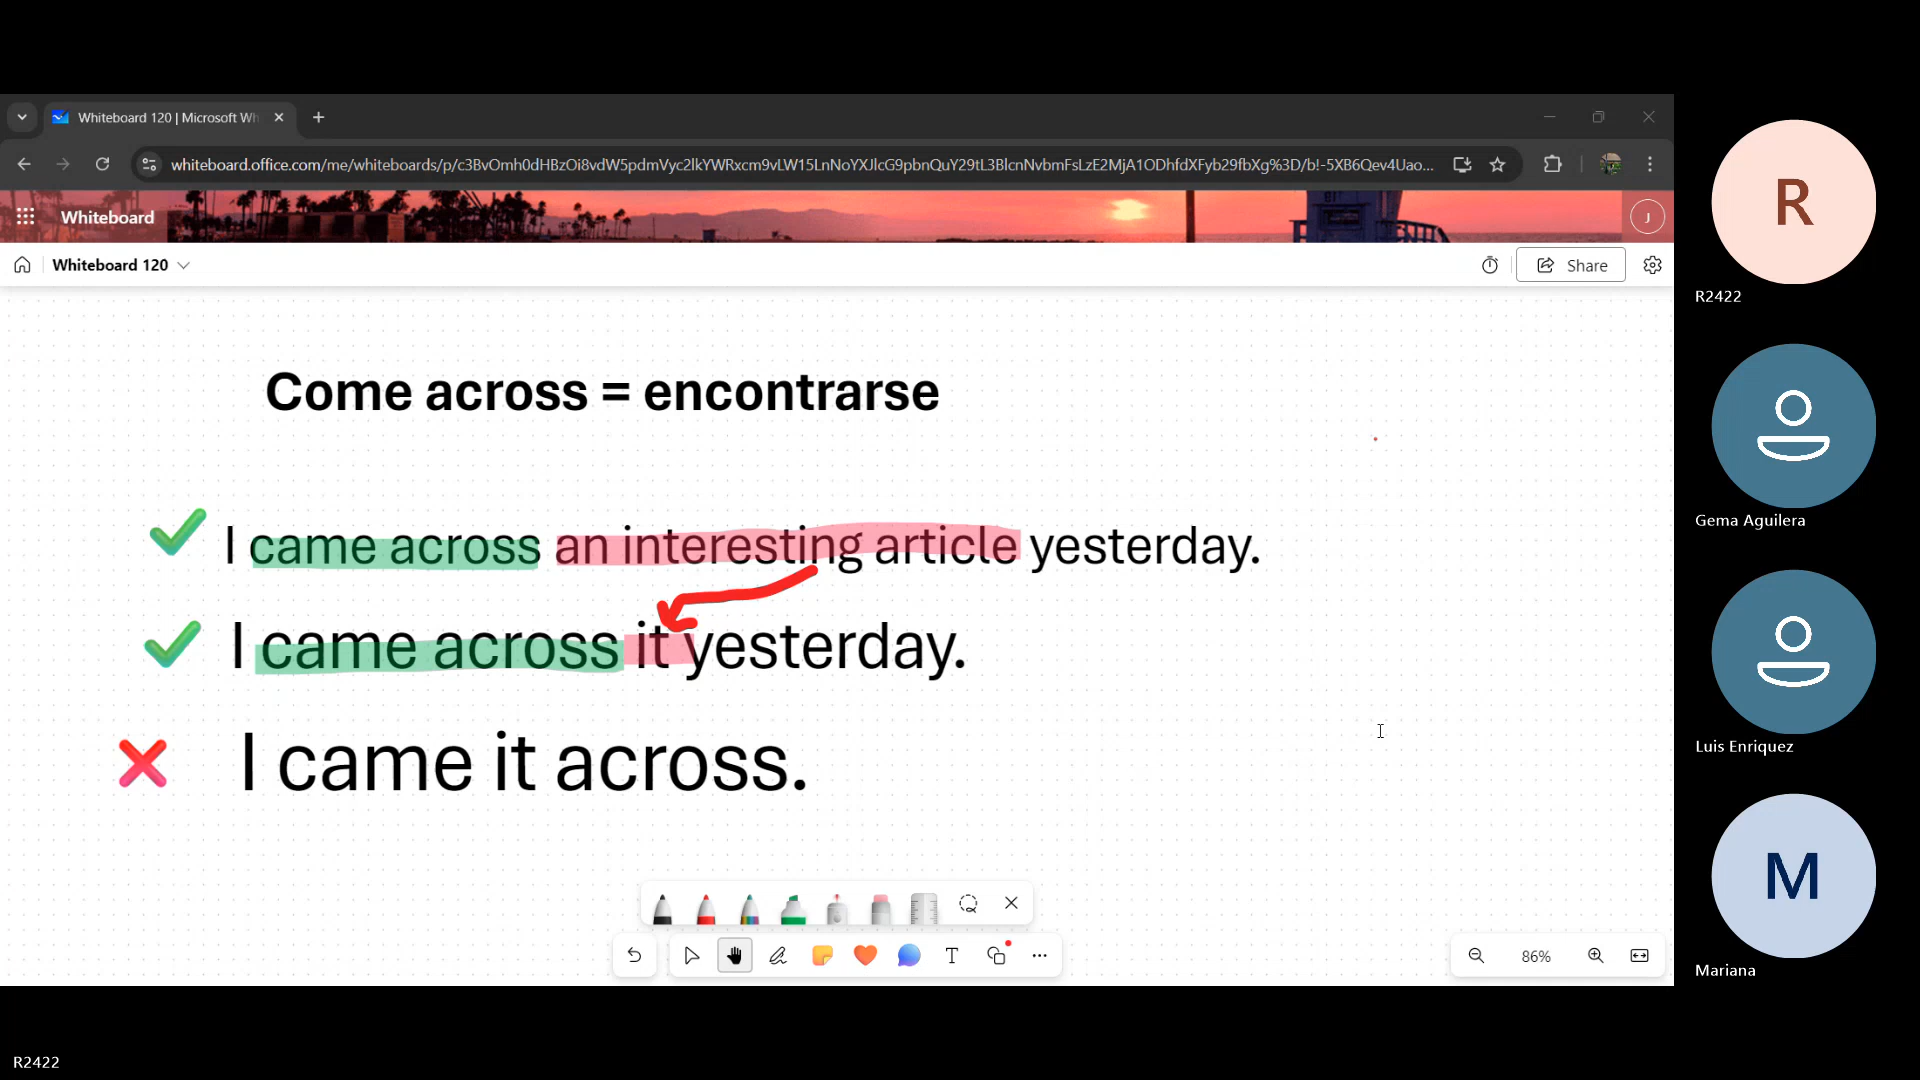 Whiteboard 120 | Microsoft Wh
whiteboard.office.com/me/whiteboards/p/c3BvOmh0dHBzOi8vdW5pdmVyc2lkYWRxcm9vLW15LnNoYXJlcG9pbnQuY29tL3BlcnNvbmFsLzE2MjA1ODhfdXFyb29fbXg%3D/b!-5XB6Qev4Uao...
Whiteboard
J
Whiteboard 120
Share
Come across = encontrarse
I came across an interesting article yesterday.
I came across it yesterday.
I came it across.
86%
R
R2422
Gema Aguilera
Luis Enriquez
M
Mariana
R2422